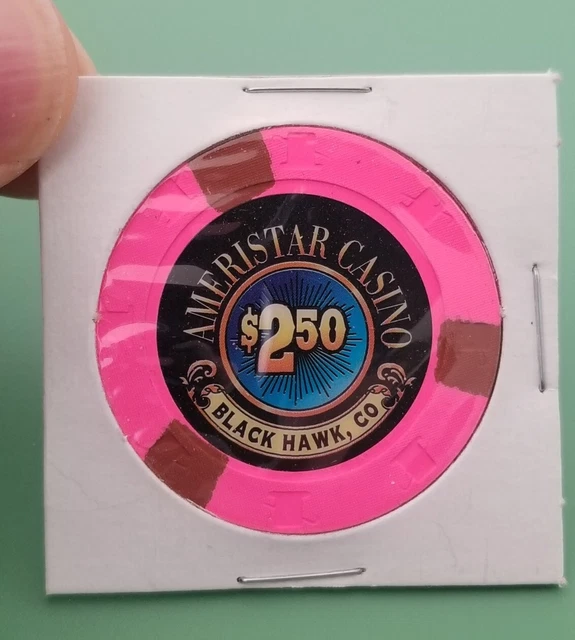 AMERISTAR CASINO
$2.50
BLACK HAWK, CO